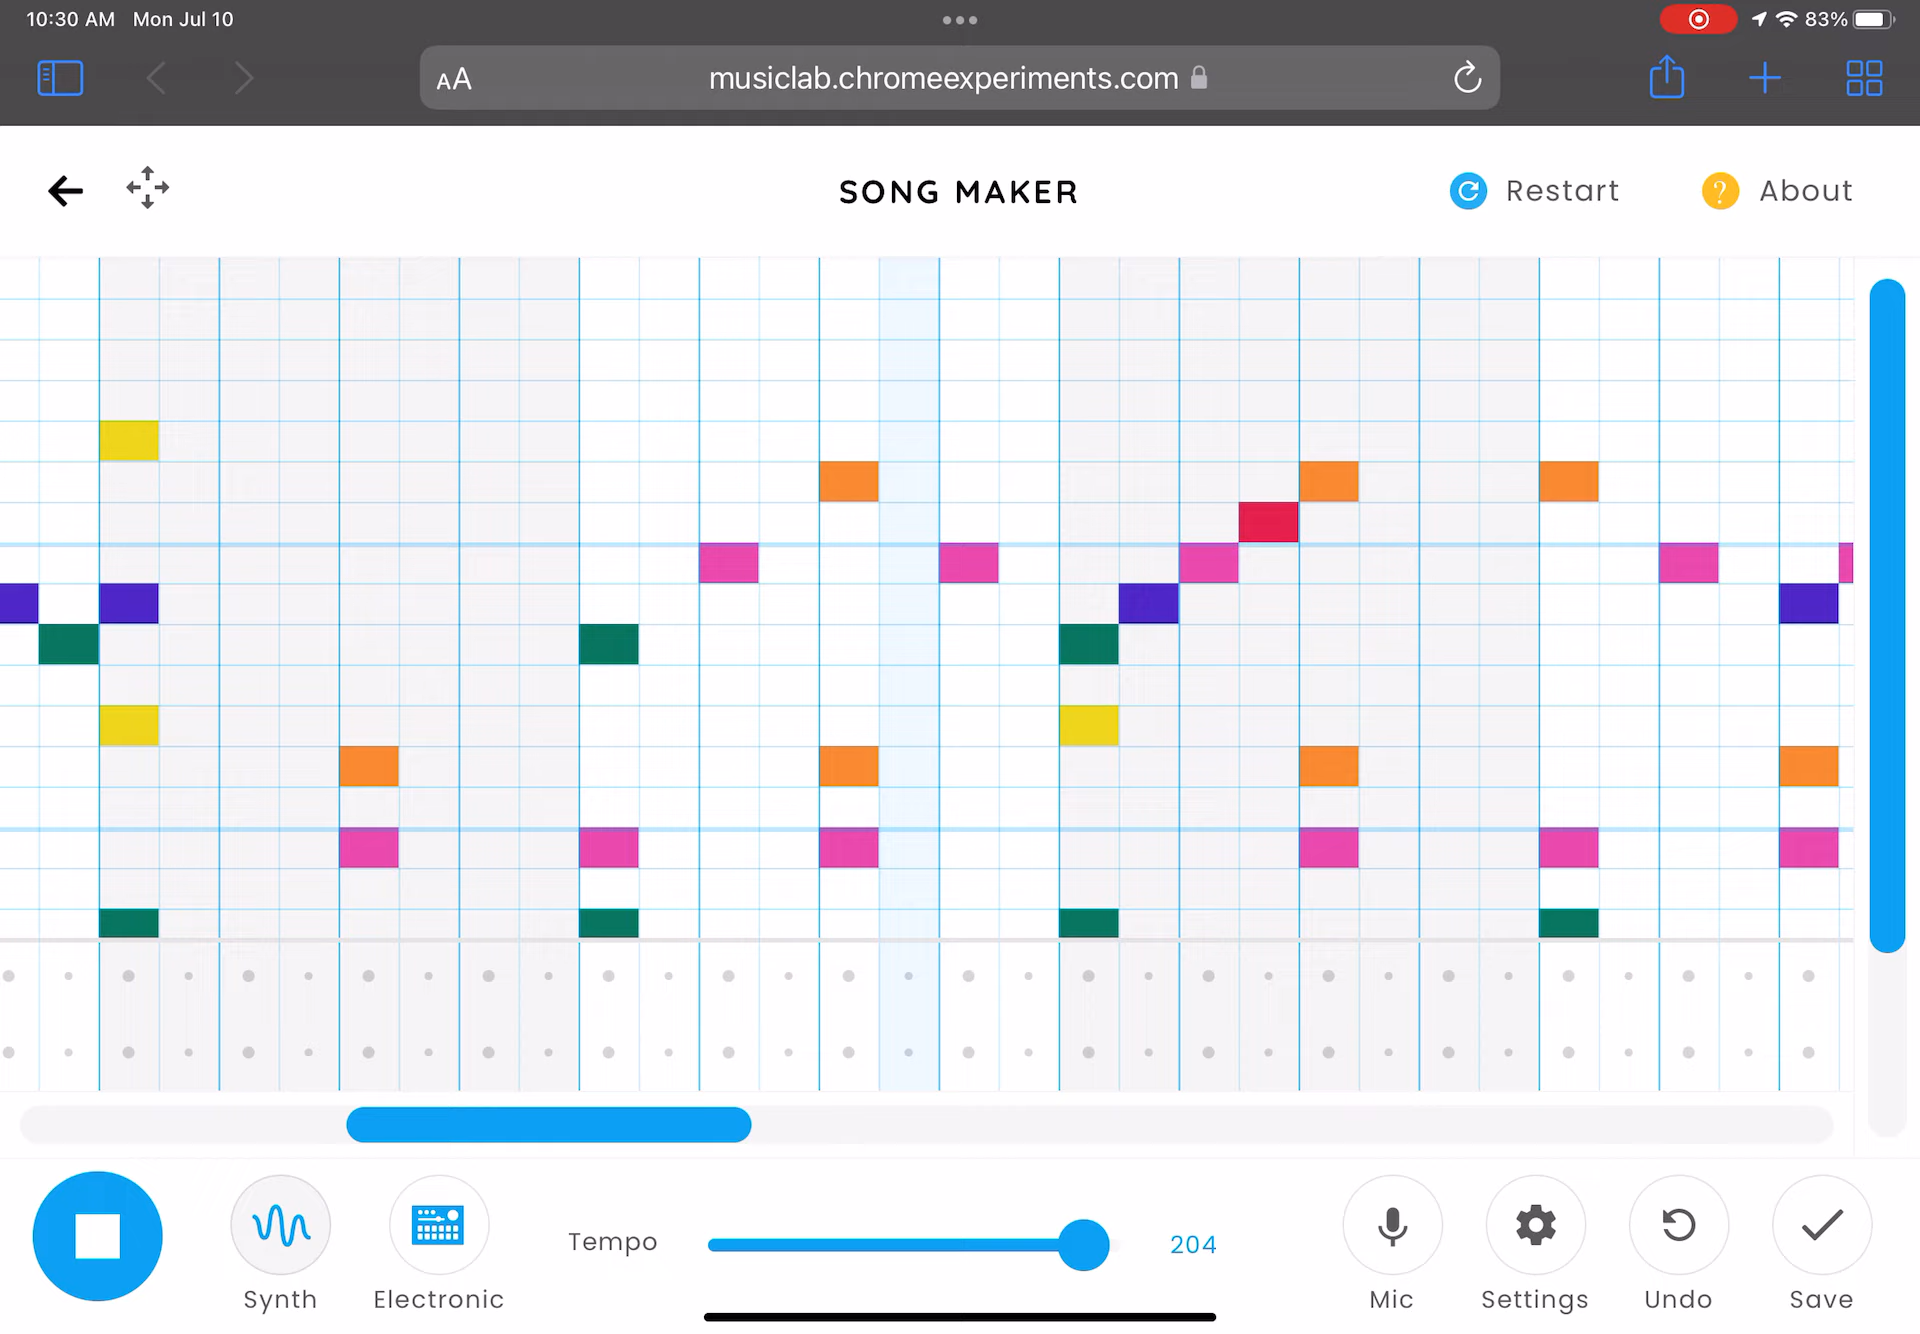 10:30 AM Mon Jul 10
83%
AA
musiclab.chromeexperiments.com
SONG MAKER
Restart
? About
Tempo
204
Synth
Electronic
Mic
Settings
Undo
Save